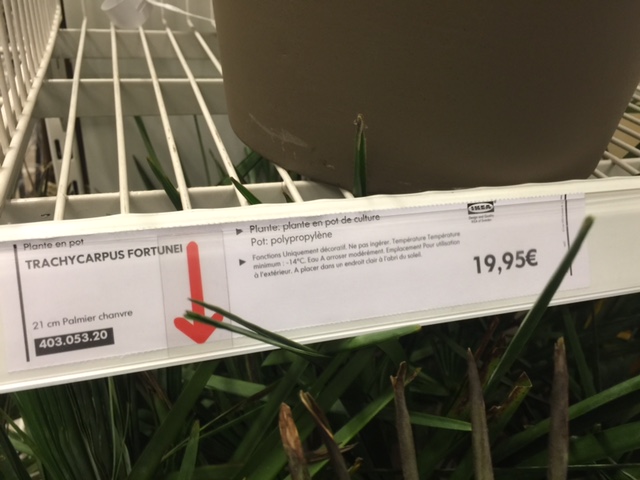 Plante en pot
TRACHYCARPUS FORTUNEI
21 cm Palmier chanvre
403.053.20
Plante: plante en pot de culture
Pot: polypropylène
Fonctions Uniquement décoratif. Ne pas ingérer. Température Température
minimum : -14°C. Eau A arroser modérément. Emplacement Pour utilisation
à l'extérieur. A placer dans un endroit clair à l'abri du soleil.
IKEA
19,95€